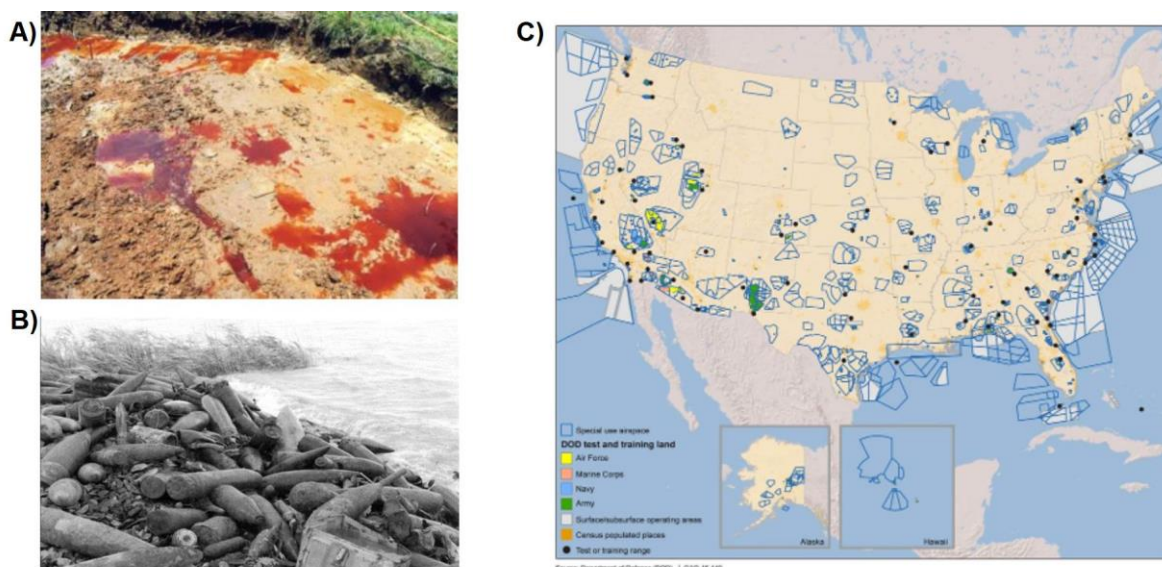 A)
B)
C)
Special use airspace
DOD test and training land
Air Force
Marine Corps
Navy
Army
Surface/subsurface operating areas
Census populated places
Test or training range
Alaska
Hawaii